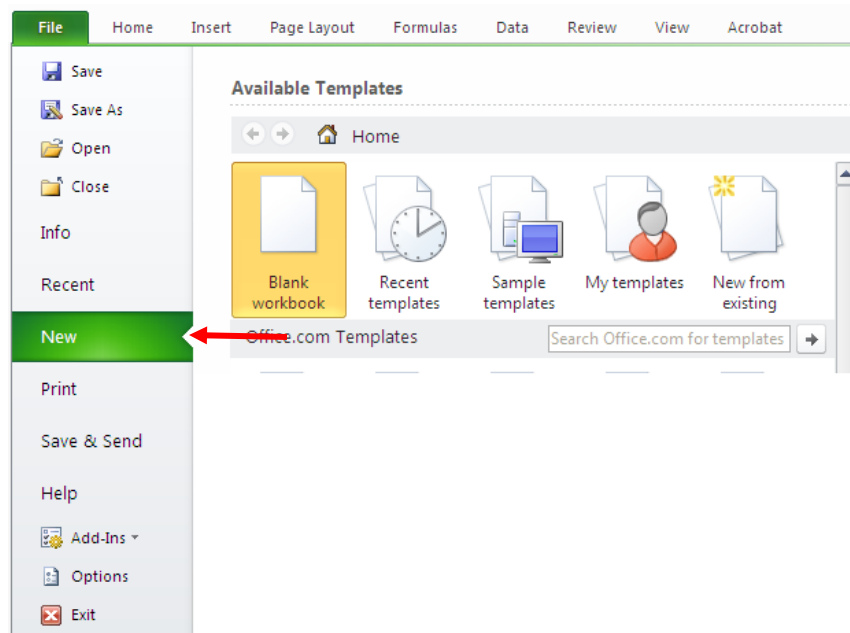 File Home Insert Page Layout Formulas Data Review View Acrobat
Save
Save As
Open
Close
Info
Recent
New
Print
Save & Send
Help
Add-Ins
Options
Exit
Available Templates
Home
Blank workbook
Recent templates
Sample templates
My templates
New from existing
Office.com Templates
Search Office.com for templates